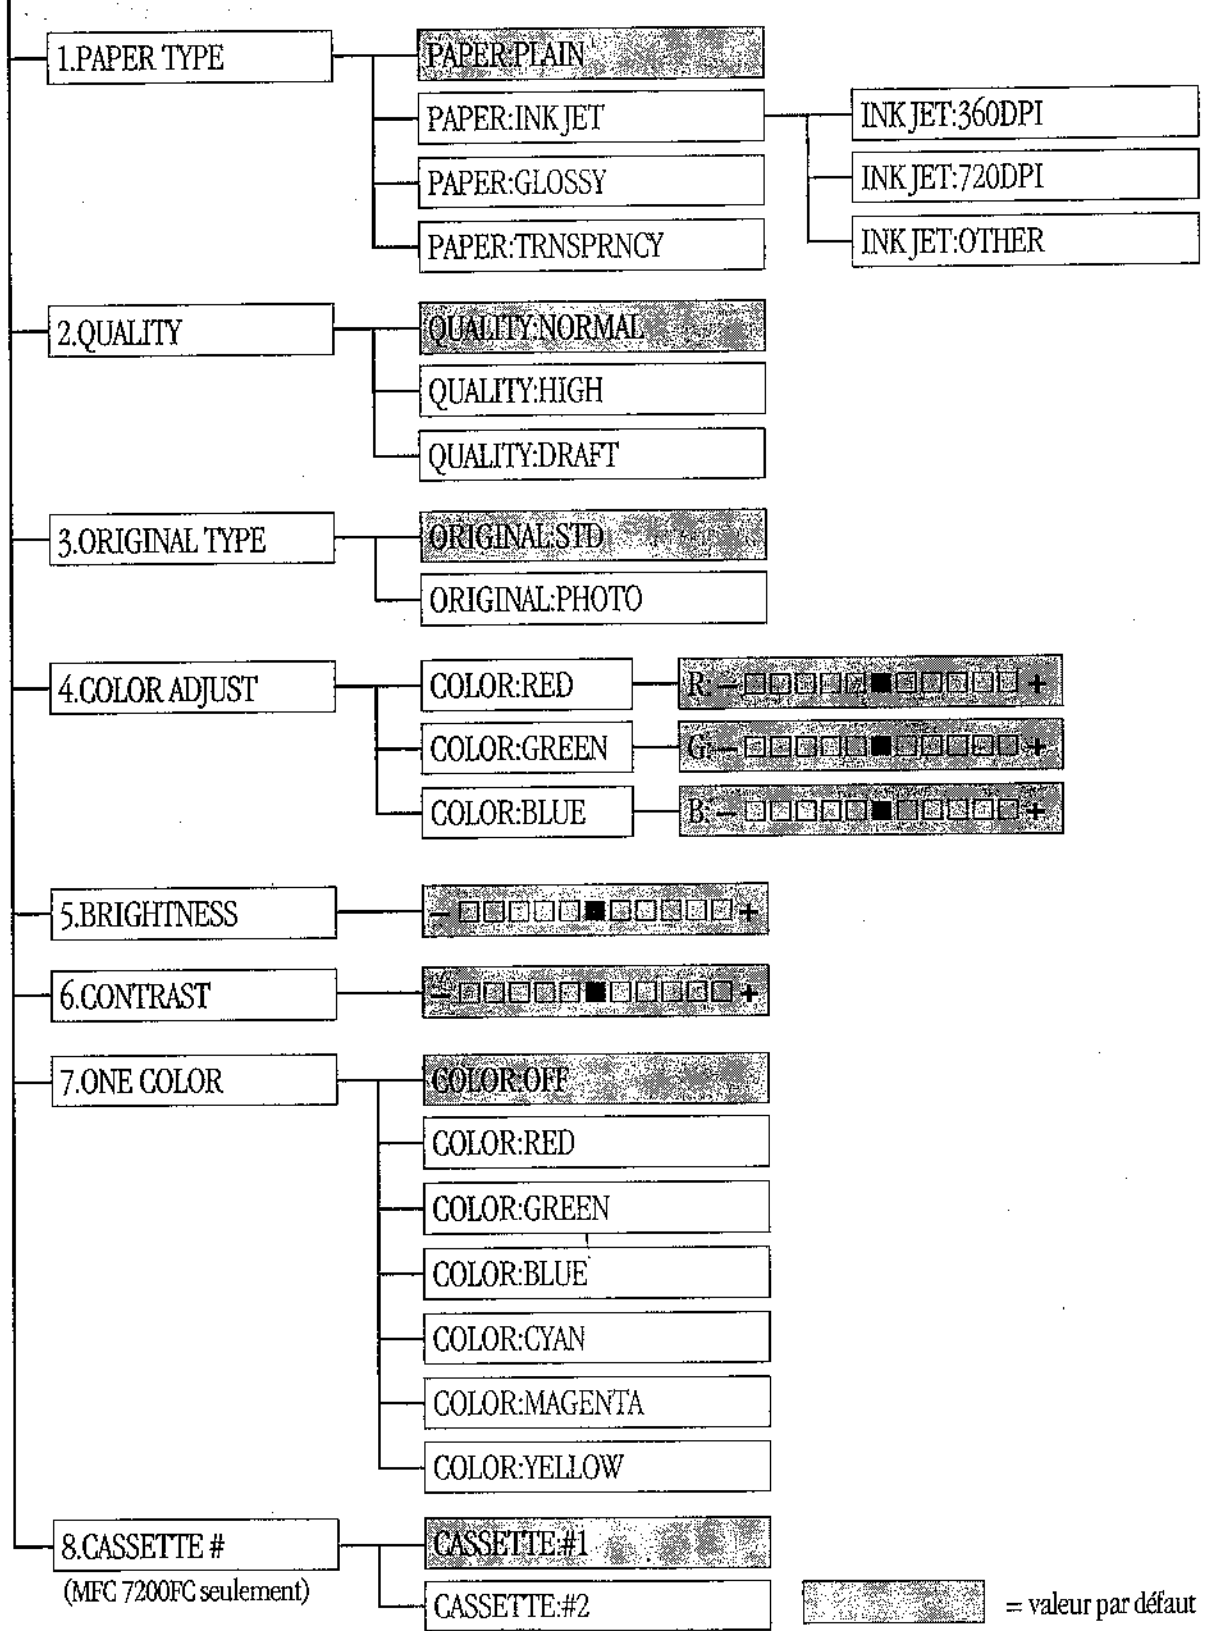 1.PAPER TYPE
PAPER:PLAIN
PAPER:INK JET
INK JET:360DPI
INK JET:720DPI
INK JET:OTHER
PAPER:GLOSSY
PAPER:TRNSPRNCY
2.QUALITY
QUALITY:NORMAL
QUALITY:HIGH
QUALITY:DRAFT
3.ORIGINAL TYPE
ORIGINAL:STD
ORIGINAL:PHOTO
4.COLOR ADJUST
COLOR:RED
R: – □□□□□■□□□□□ +
COLOR:GREEN
G: – □□□□□■□□□□□ +
COLOR:BLUE
B: – □□□□□■□□□□□ +
5.BRIGHTNESS
– □□□□□■□□□□□ +
6.CONTRAST
– □□□□□■□□□□□ +
7.ONE COLOR
COLOR:OFF
COLOR:RED
COLOR:GREEN
COLOR:BLUE
COLOR:CYAN
COLOR:MAGENTA
COLOR:YELLOW
8.CASSETTE #
(MFC 7200FC seulement)
CASSETTE:#1
CASSETTE:#2
= valeur par défaut